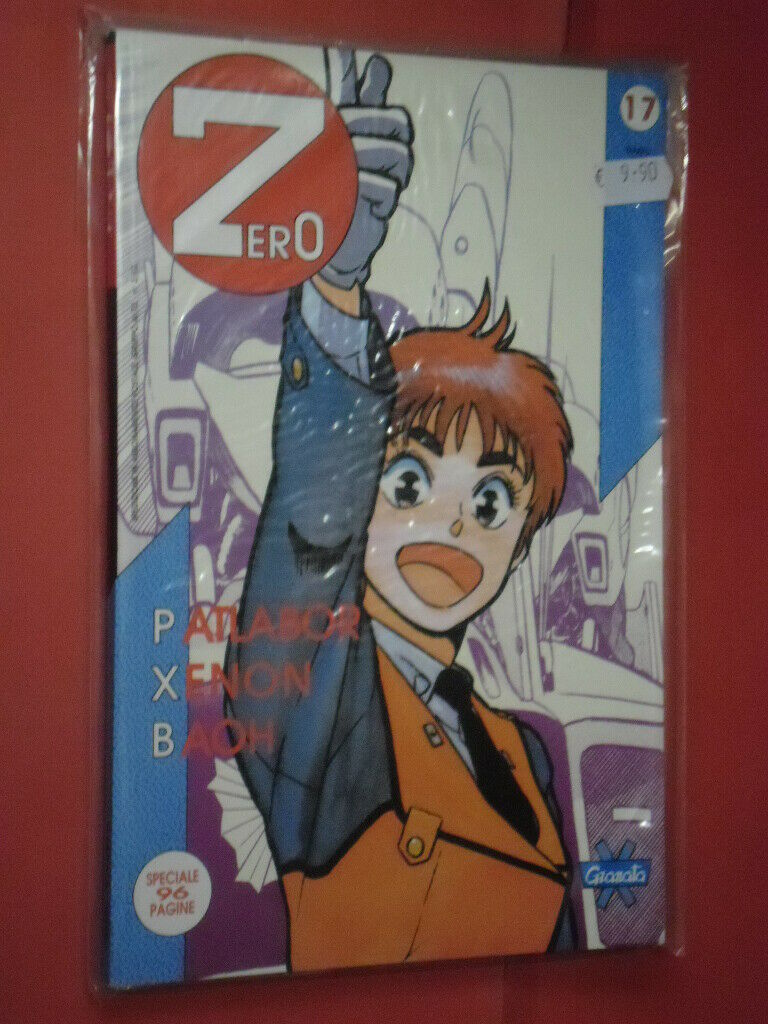 ZERO
17
€ 9.90
PATLABOR
XENON
BAOH
SPECIALE
96
PAGINE
Granata